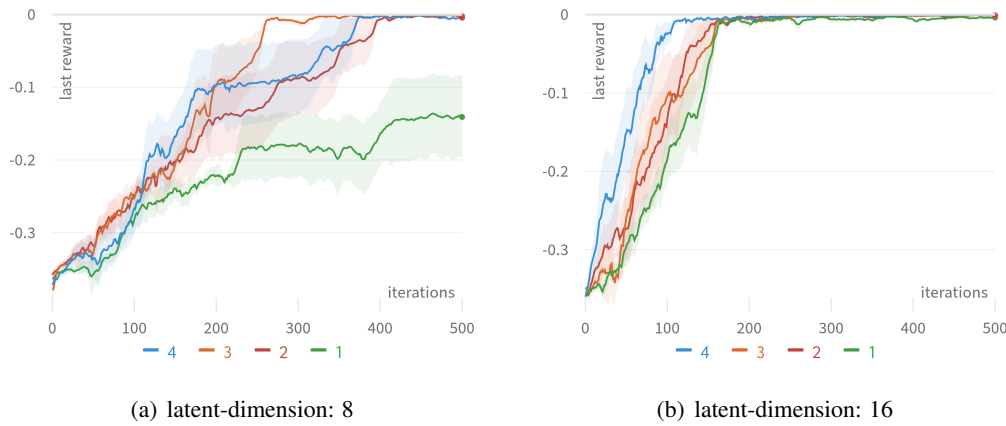 0
-0.1
-0.2
-0.3
last reward
iterations
0 100 200 300 400 500
4 3 2 1
(a) latent-dimension: 8
0
-0.1
-0.2
-0.3
last reward
iterations
0 100 200 300 400 500
4 3 2 1
(b) latent-dimension: 16